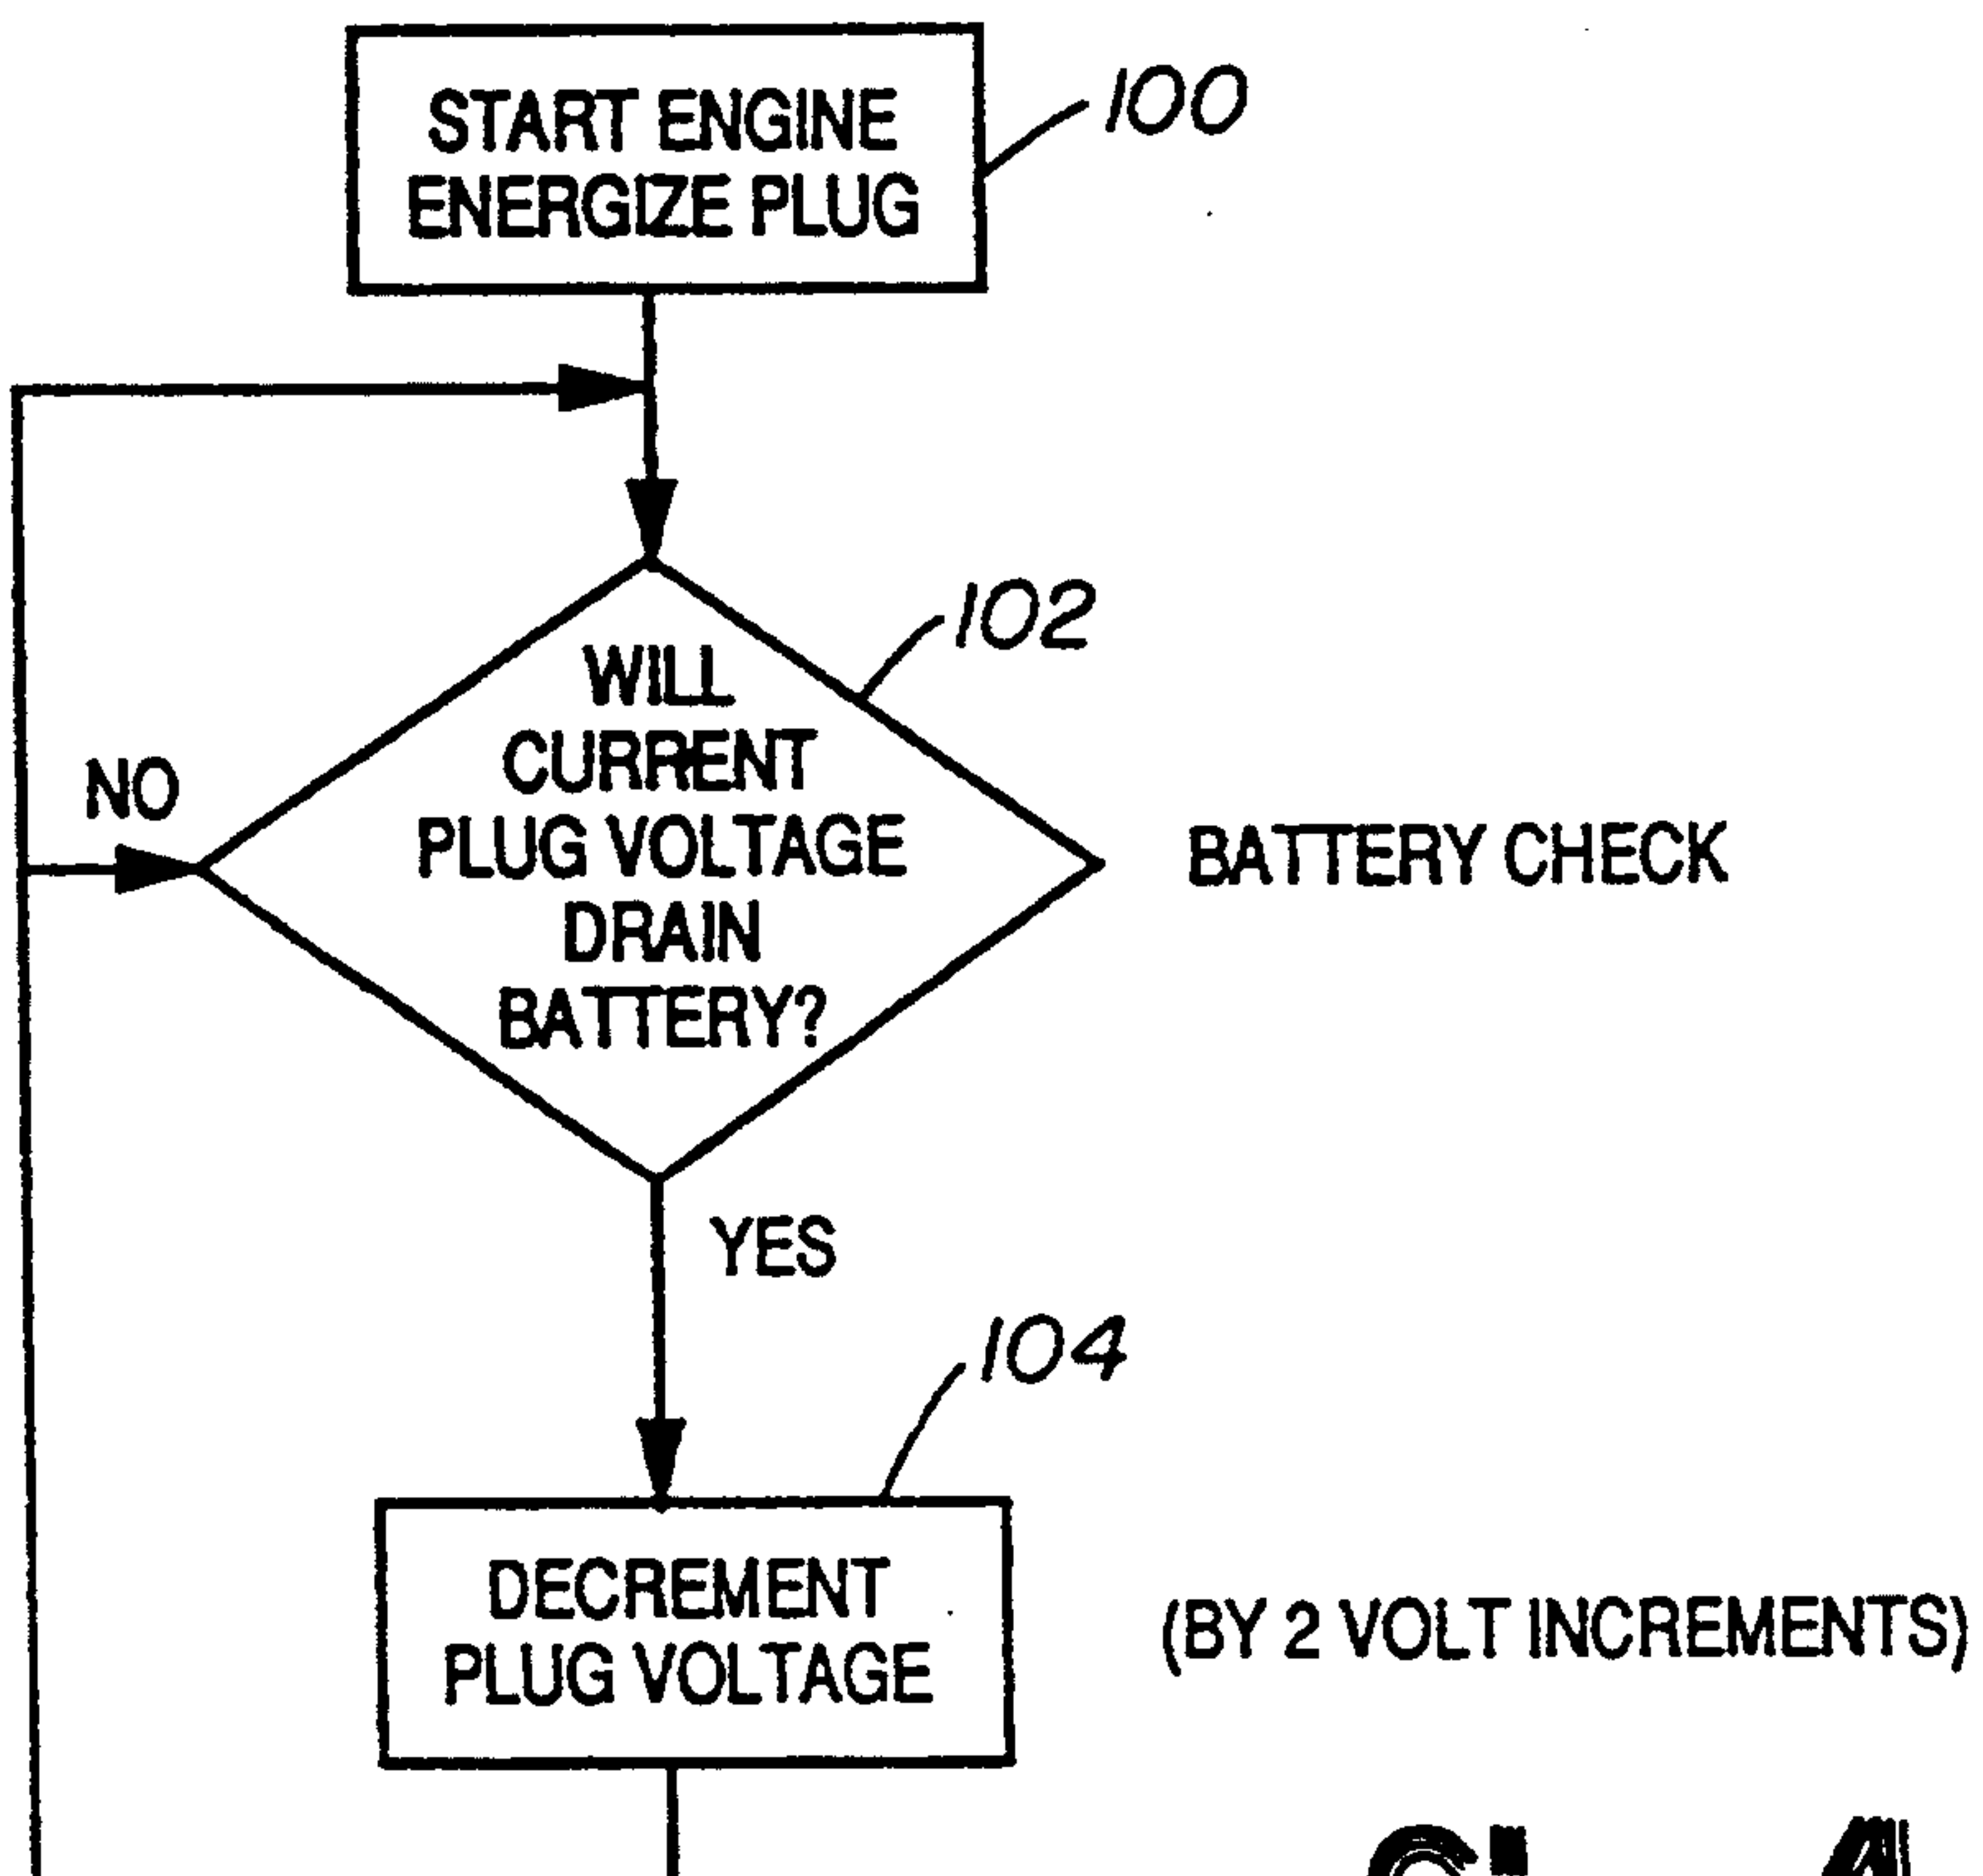 START ENGINE
ENERGIZE PLUG
100
102
WILL
CURRENT
PLUG VOLTAGE
DRAIN
BATTERY?
NO
BATTERY CHECK
YES
104
DECREMENT
PLUG VOLTAGE
(BY 2 VOLT INCREMENTS)